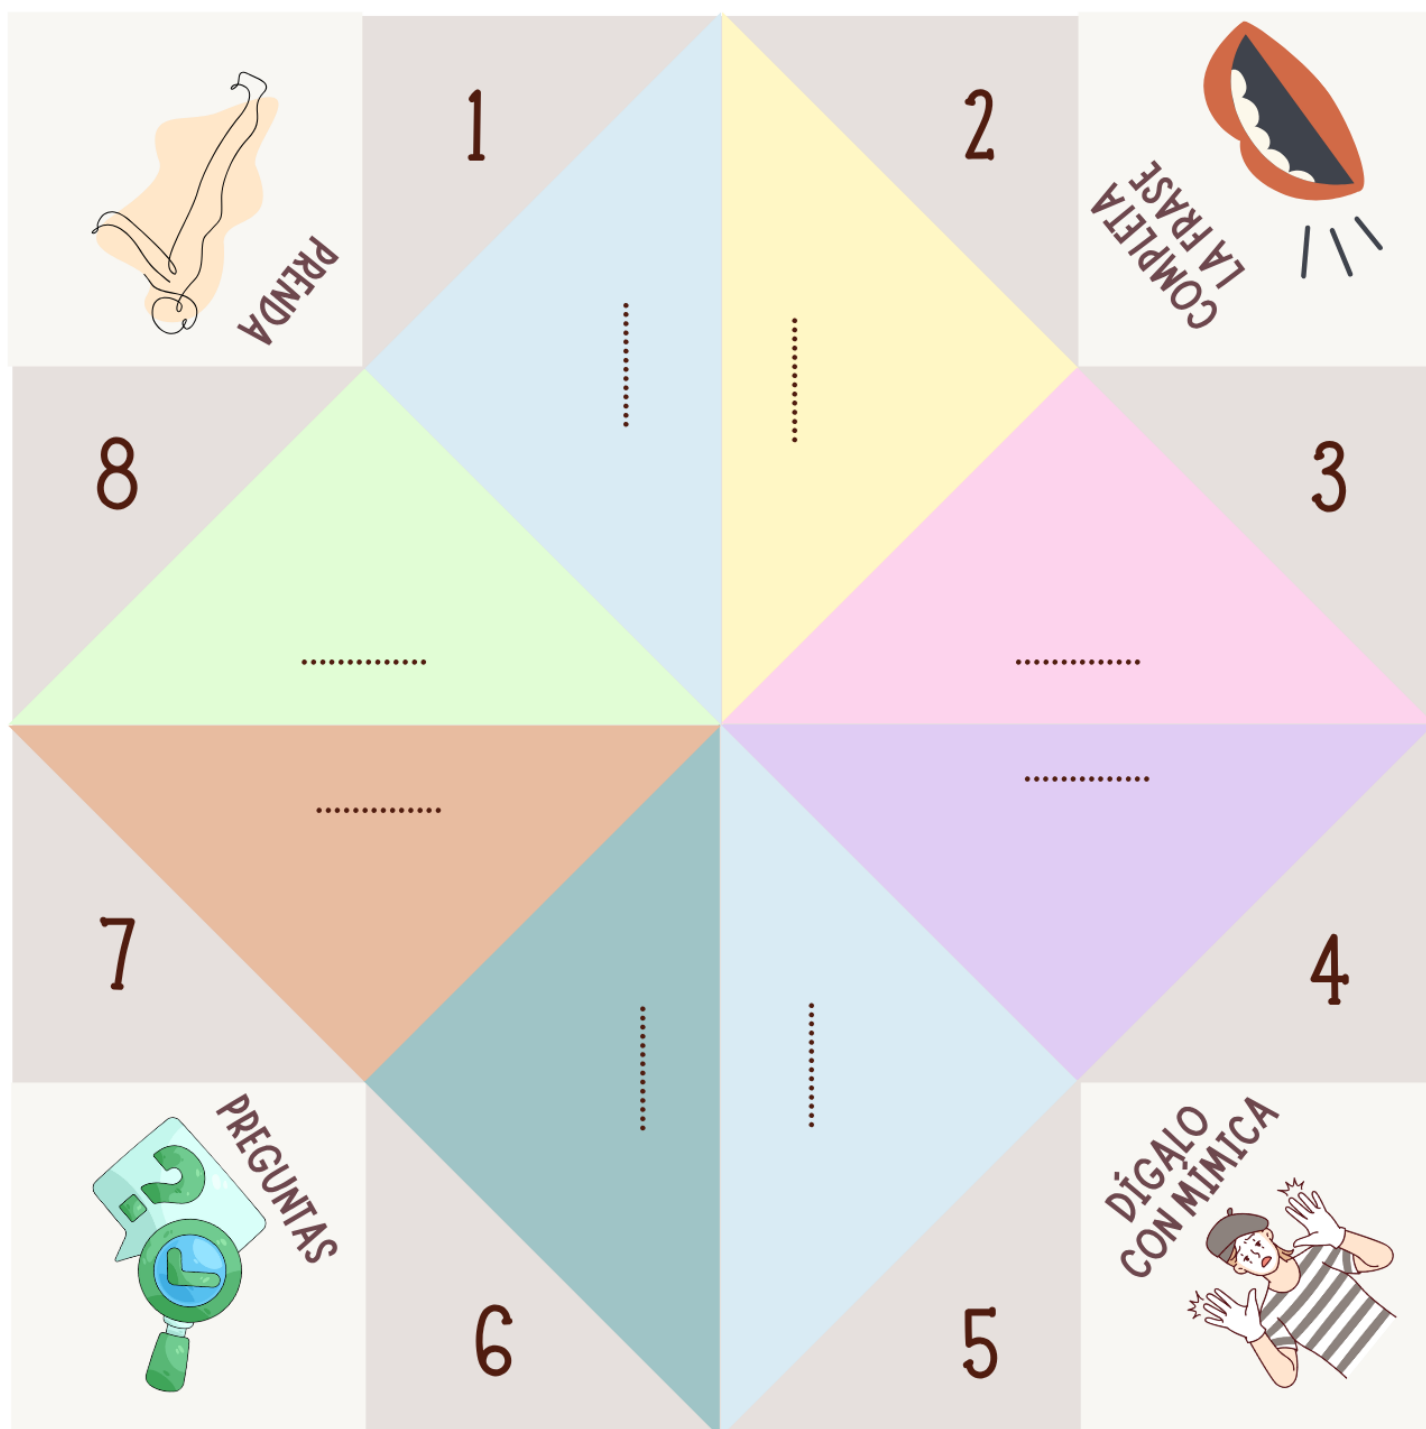 1
2
COMPLETA
LA FRASE
PRENDA
8
3
7
4
PREGUNTAS
DÍGALO
CON MÍMICA
6
5